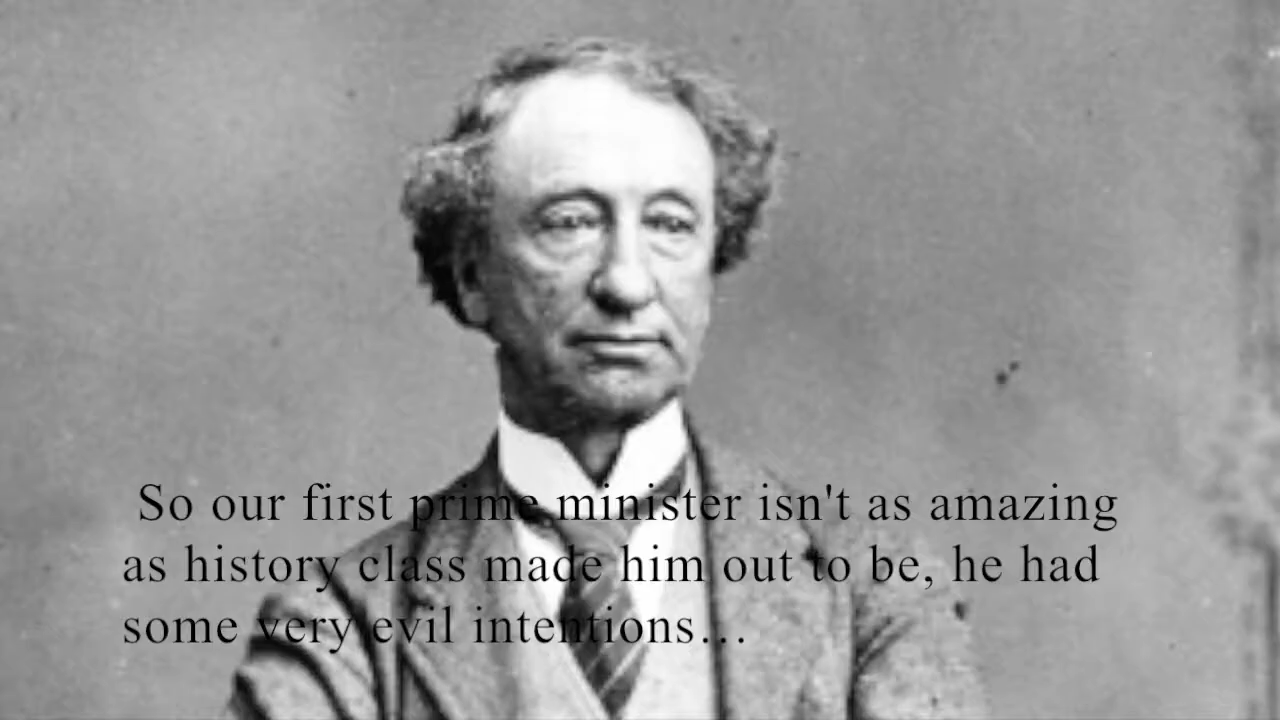 So our first prime minister isn't as amazing
as history class made him out to be, he had
some very evil intentions…